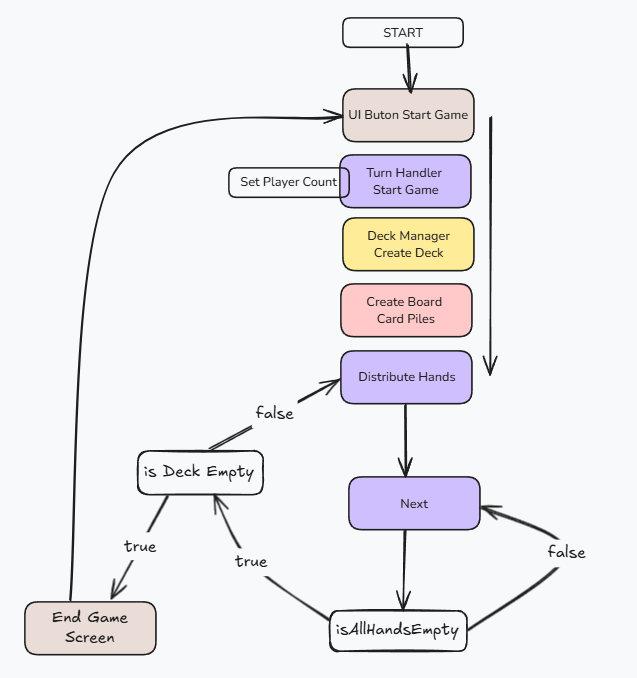 START
UI Buton Start Game
Set Player Count
Turn Handler
Start Game
Deck Manager
Create Deck
Create Board
Card Piles
Distribute Hands
false
is Deck Empty
Next
true
true
false
End Game
Screen
isAllHandsEmpty